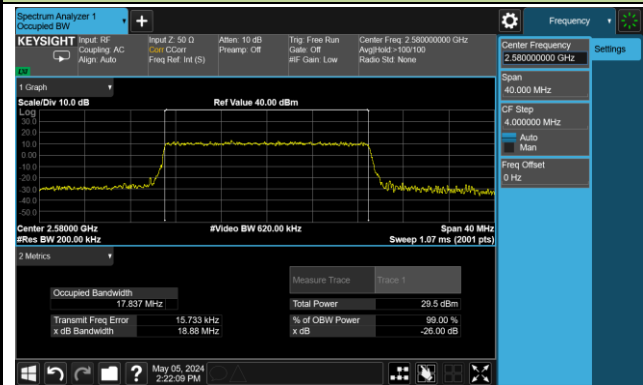 Spectrum Analyzer 1
Occupied BW
+
Frequency
KEYSIGHT
Input: RF
Coupling: AC
Align: Auto
Input Z: 50 Ω
Corr CCorr
Freq Ref: Int (S)
Atten: 10 dB
Preamp: Off
Trig: Free Run
Gate: Off
#IF Gain: Low
Center Freq: 2.580000000 GHz
Avg|Hold:>100/100
Radio Std: None
1 Graph
Scale/Div 10.0 dB
Ref Value 40.00 dBm
Log
30.0
20.0
10.0
0.00
-10.0
-20.0
-30.0
-40.0
-50.0
Center 2.58000 GHz
#Video BW 620.00 kHz
Span 40 MHz
#Res BW 200.00 kHz
Sweep 1.07 ms (2001 pts)
2 Metrics
Measure Trace
Trace 1
Occupied Bandwidth
17.837 MHz
Total Power
29.5 dBm
Transmit Freq Error
15.733 kHz
% of OBW Power
99.00 %
x dB Bandwidth
18.88 MHz
x dB
-26.00 dB
Center Frequency
2.580000000 GHz
Settings
Span
40.000 MHz
CF Step
4.000000 MHz
Auto
Man
Freq Offset
0 Hz
?
May 05, 2024
2:22:09 PM